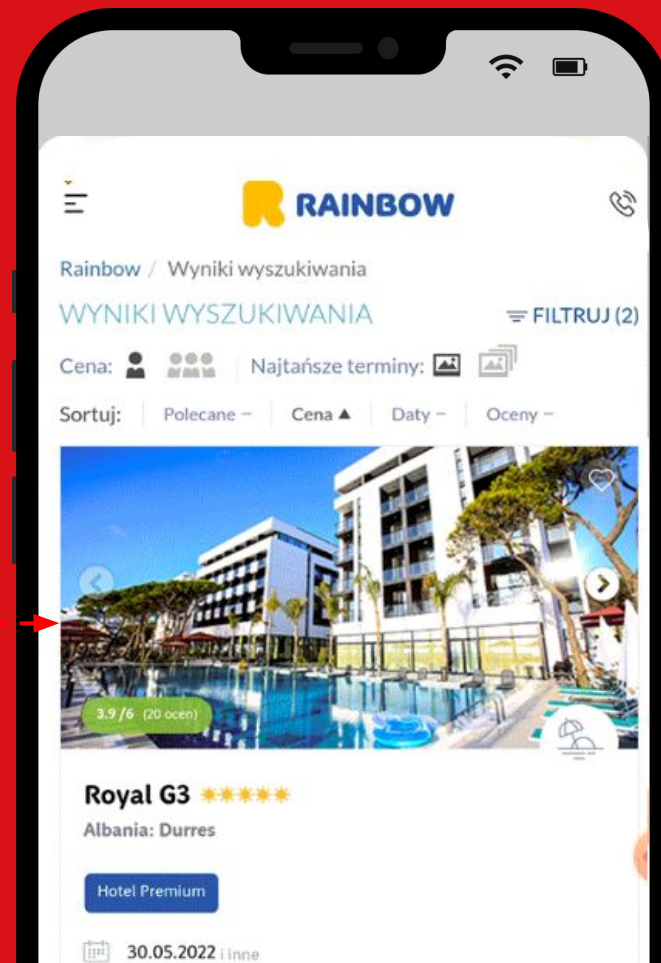 RAINBOW
Rainbow / Wyniki wyszukiwania
WYNIKI WYSZUKIWANIA
FILTRUJ (2)
Cena: Najtańsze terminy:
Sortuj: Polecane – Cena ▲ Daty – Oceny –
3.9 /6 (20 ocen)
Royal G3
Albania: Durres
Hotel Premium
30.05.2022 i inne